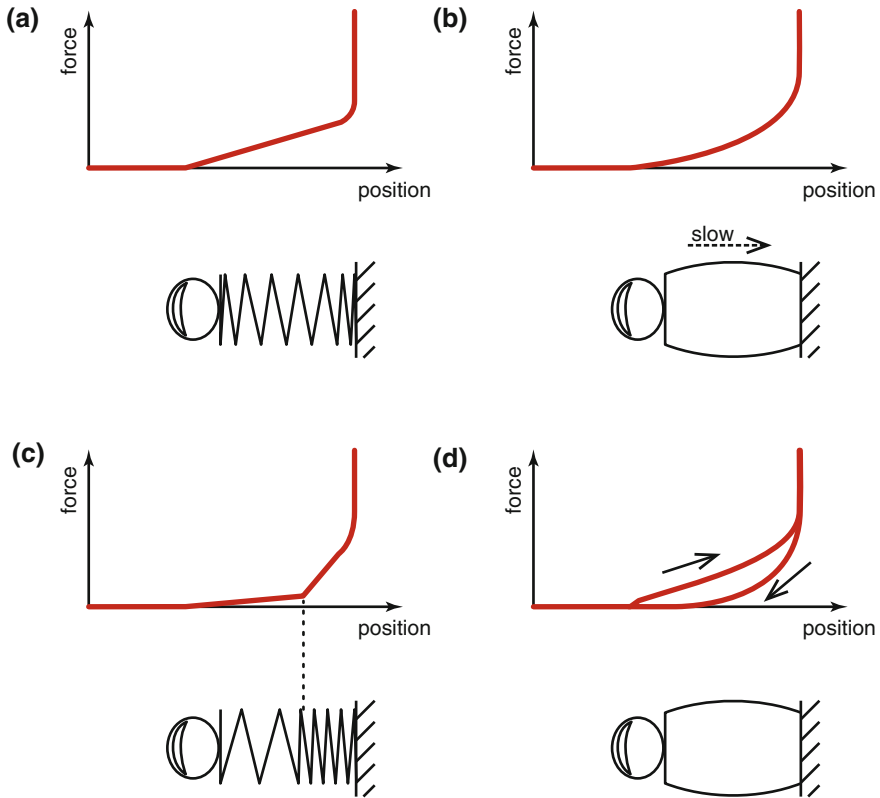 (a)
force
position
(b)
force
position
slow
(c)
force
position
(d)
force
position